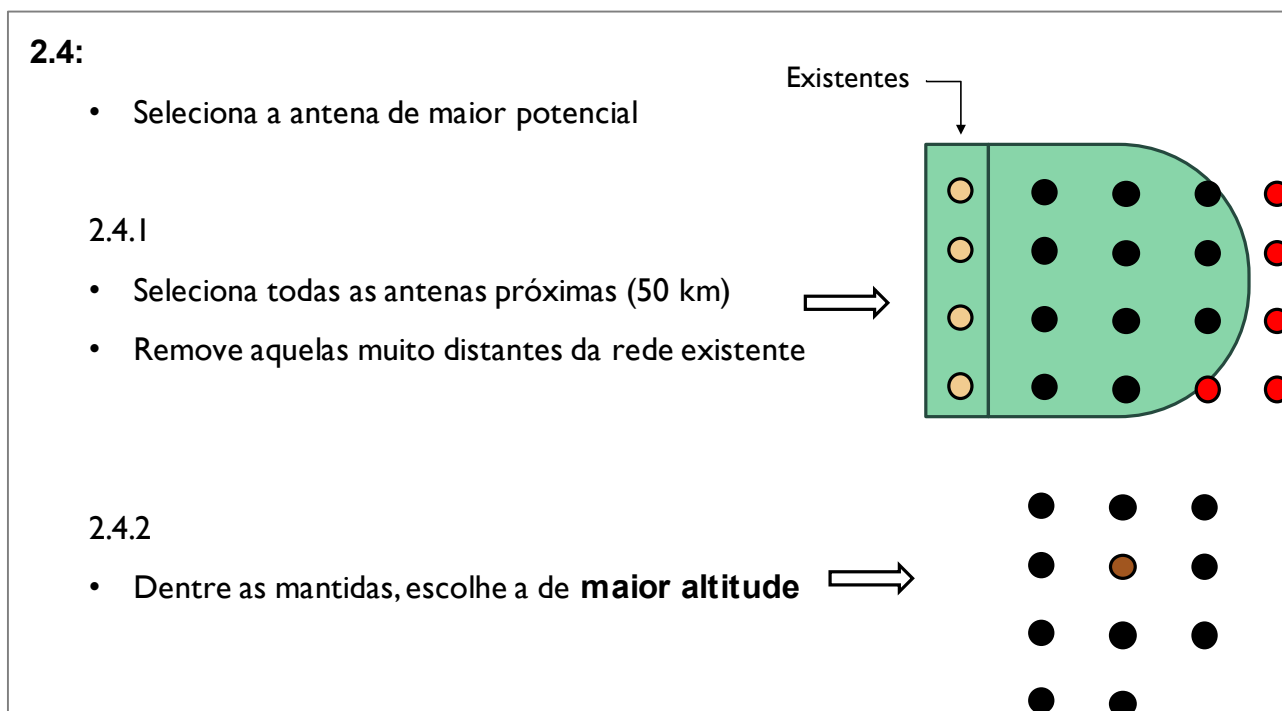 2.4:
Existentes
• Seleciona a antena de maior potencial
2.4.1
• Seleciona todas as antenas próximas (50 km)
• Remove aquelas muito distantes da rede existente
2.4.2
• Dentre as mantidas, escolhe a de maior altitude